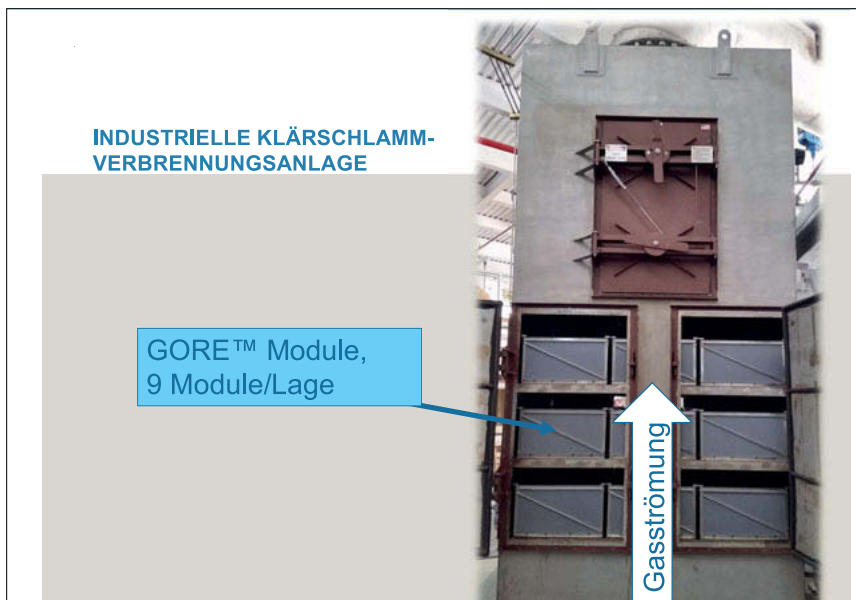 INDUSTRIELLE KLÄRSCHLAMM-
VERBRENNUNGSANLAGE
GORE™ Module,
9 Module/Lage
Gasströmung